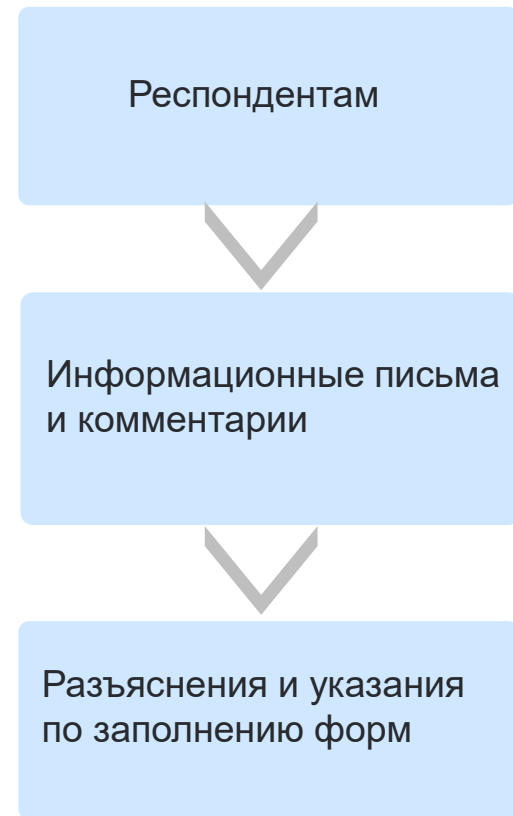 Респондентам
Информационные письма
и комментарии
Разъяснения и указания
по заполнению форм